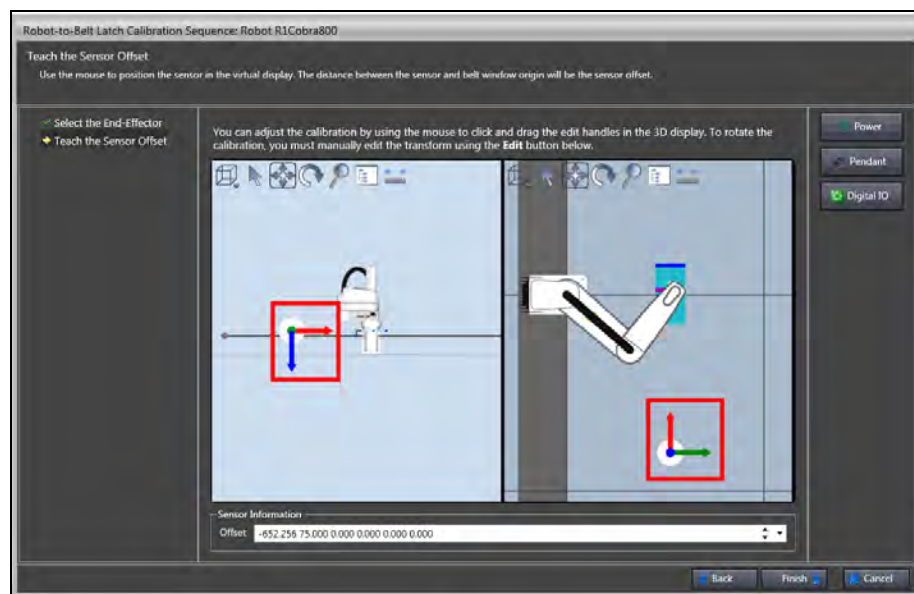 Robot-to-Belt Latch Calibration Sequence: Robot R1Cobra800
Teach the Sensor Offset
Use the mouse to position the sensor in the virtual display. The distance between the sensor and belt window origin will be the sensor offset.
Select the End-Effector
Teach the Sensor Offset
You can adjust the calibration by using the mouse to click and drag the edit handles in the 3D display. To rotate the
calibration, you must manually edit the transform using the Edit button below.
Power
Pendant
Digital IO
Sensor Information
Offset -652.256 75.000 0.000 0.000 0.000 0.000
Back
Finish
Cancel